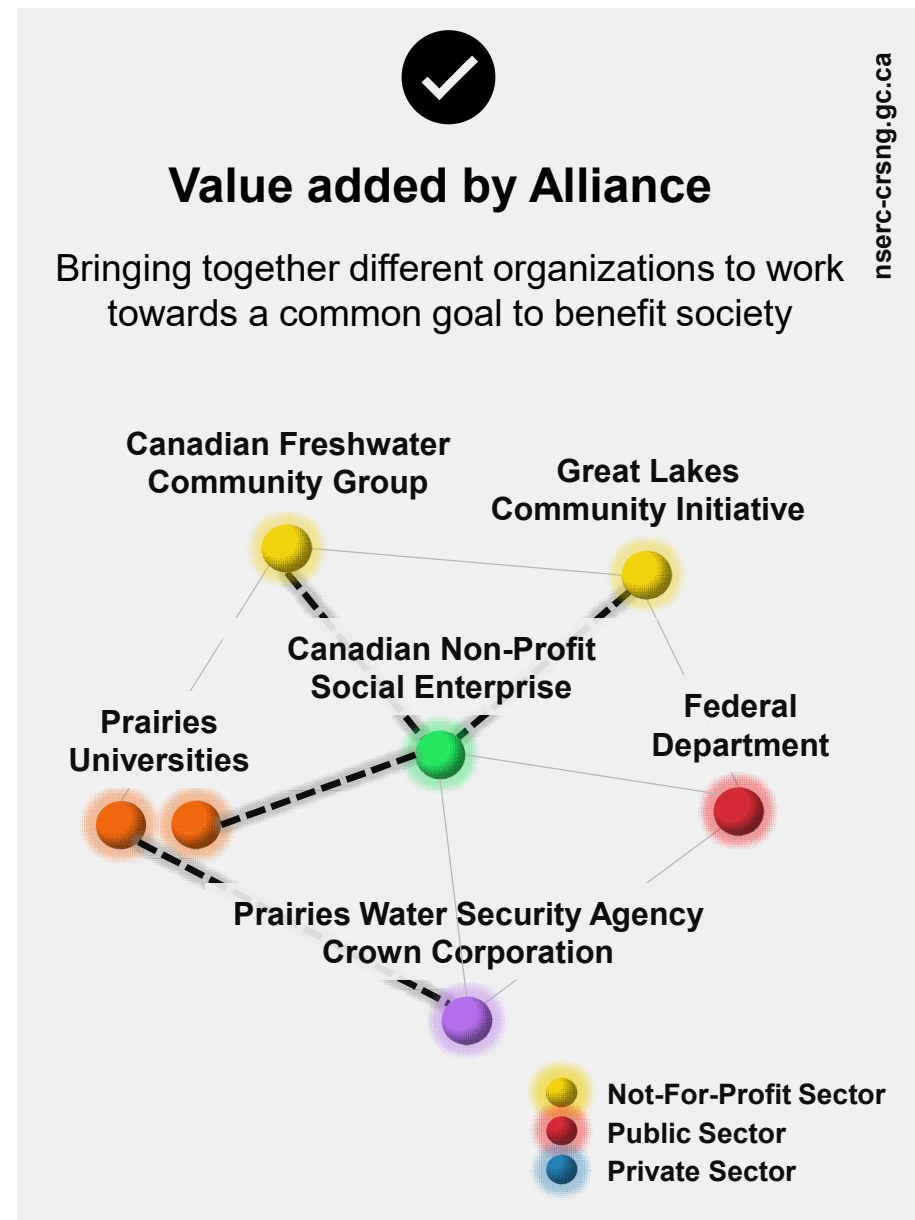 nserc-crsng.gc.ca
Value added by Alliance
Bringing together different organizations to work
towards a common goal to benefit society
Canadian Freshwater
Community Group
Great Lakes
Community Initiative
Canadian Non-Profit
Social Enterprise
Prairies
Universities
Federal
Department
Prairies Water Security Agency
Crown Corporation
Not-For-Profit Sector
Public Sector
Private Sector